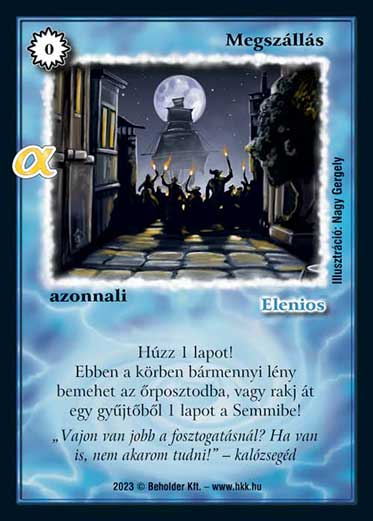 0
Megszállás
α
Illusztráció: Nagy Gergely
azonnali
Elenios
Húzz 1 lapot!
Ebben a körben bármennyi lény
bemehet az őrposztodba, vagy rakj át
egy gyűjtőből 1 lapot a Semmibe!
„Vajon van jobb a fosztogatásnál? Ha van
is, nem akarom tudni!” – kalózsegéd
2023 © Beholder Kft. – www.hkk.hu